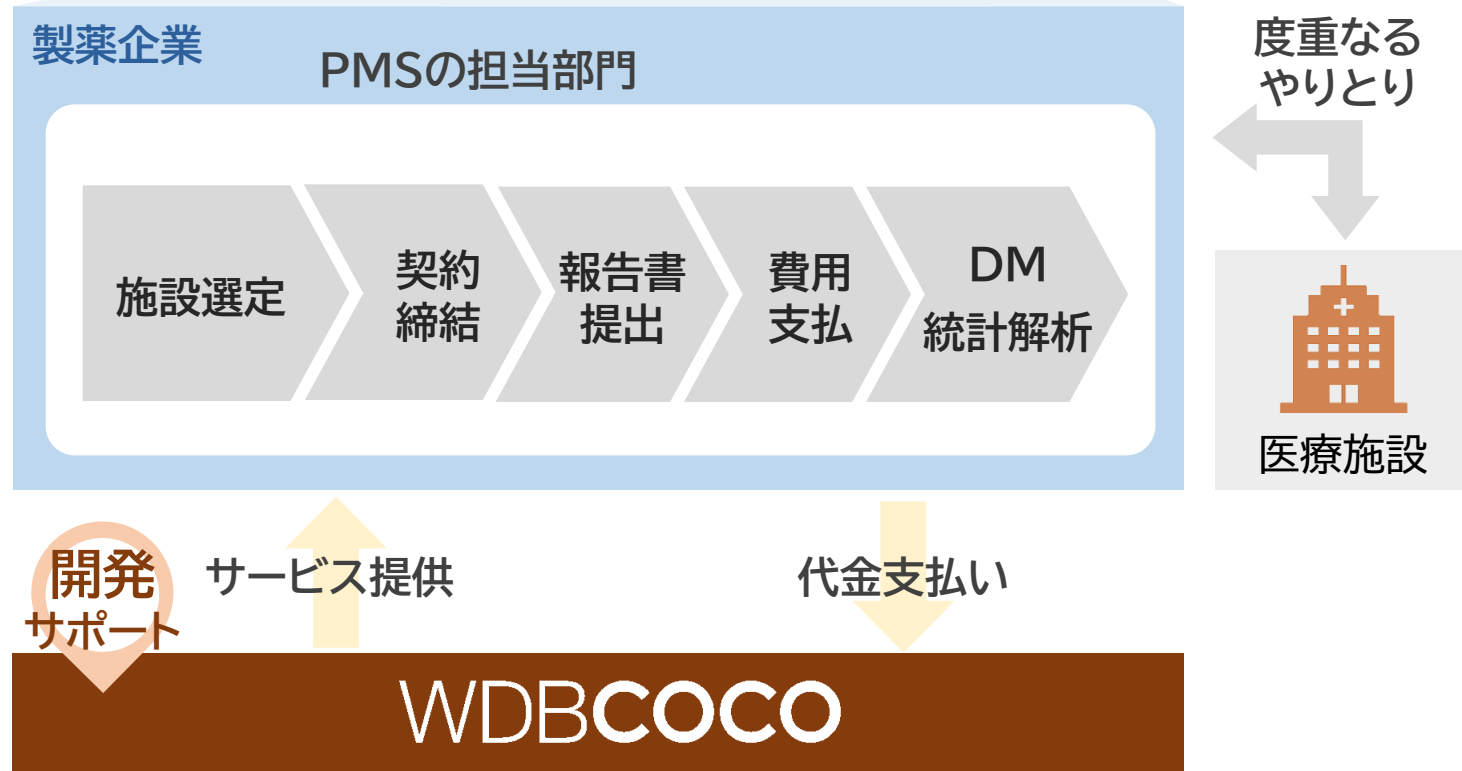 製薬企業
PMSの担当部門
度重なる
やりとり
施設選定
契約
締結
報告書
提出
費用
支払
DM
統計解析
医療施設
開発
サポート
サービス提供
代金支払い
WDBCOCO